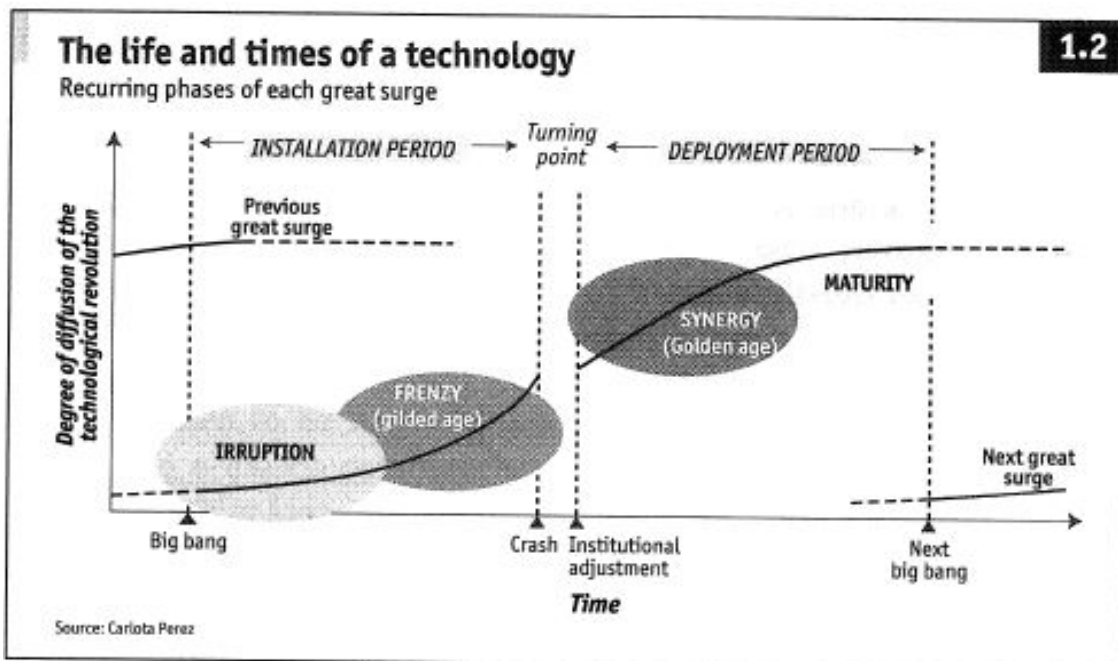 The life and times of a technology
1.2
Recurring phases of each great surge
INSTALLATION PERIOD
Turning
point
DEPLOYMENT PERIOD
Degree of diffusion of the
technological revolution
Previous
great surge
MATURITY
SYNERGY
(Golden age)
FRENZY
(gilded age)
IRRUPTION
Next great
surge
Big bang
Crash
Institutional
adjustment
Next
big bang
Time
Source: Carlota Perez